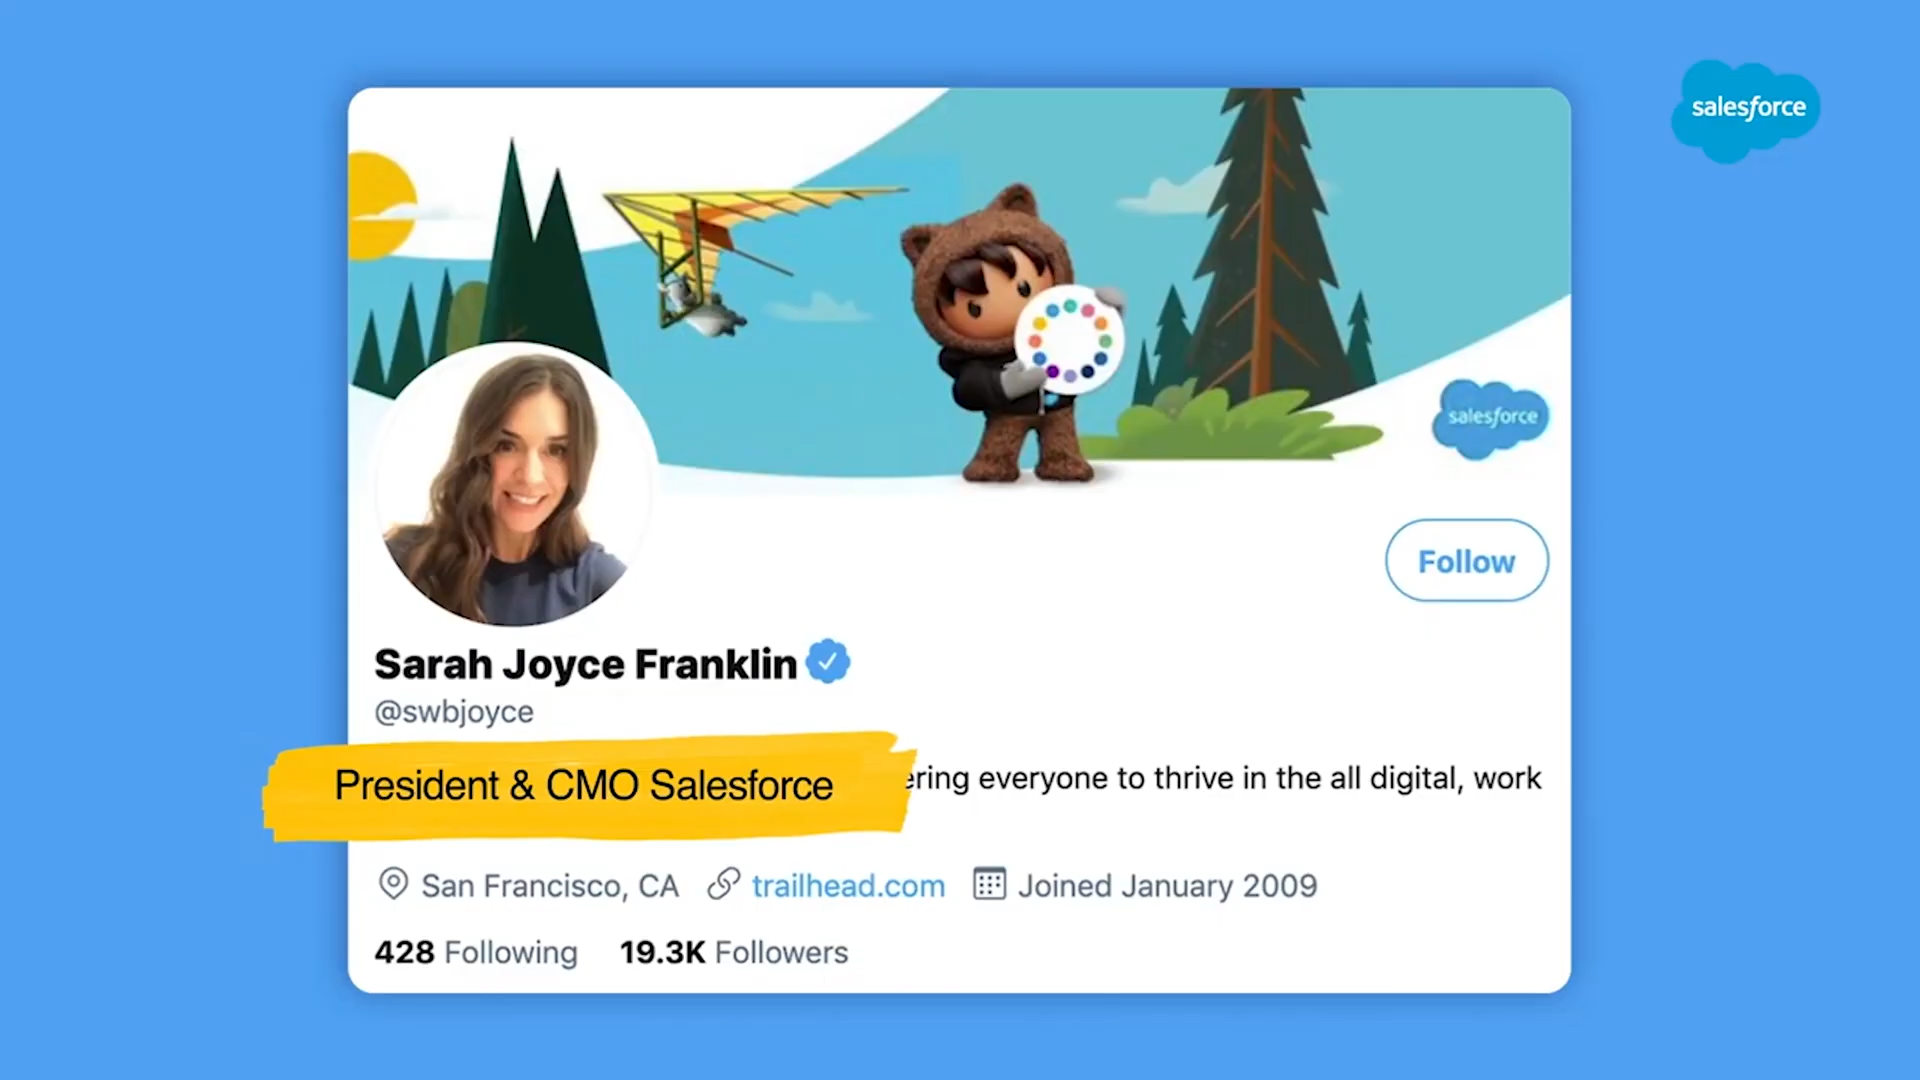 salesforce
salesforce
Follow
Sarah Joyce Franklin
@swbjoyce
President & CMO Salesforce
everyone to thrive in the all digital, work
San Francisco, CA trailhead.com Joined January 2009
428 Following 19.3K Followers